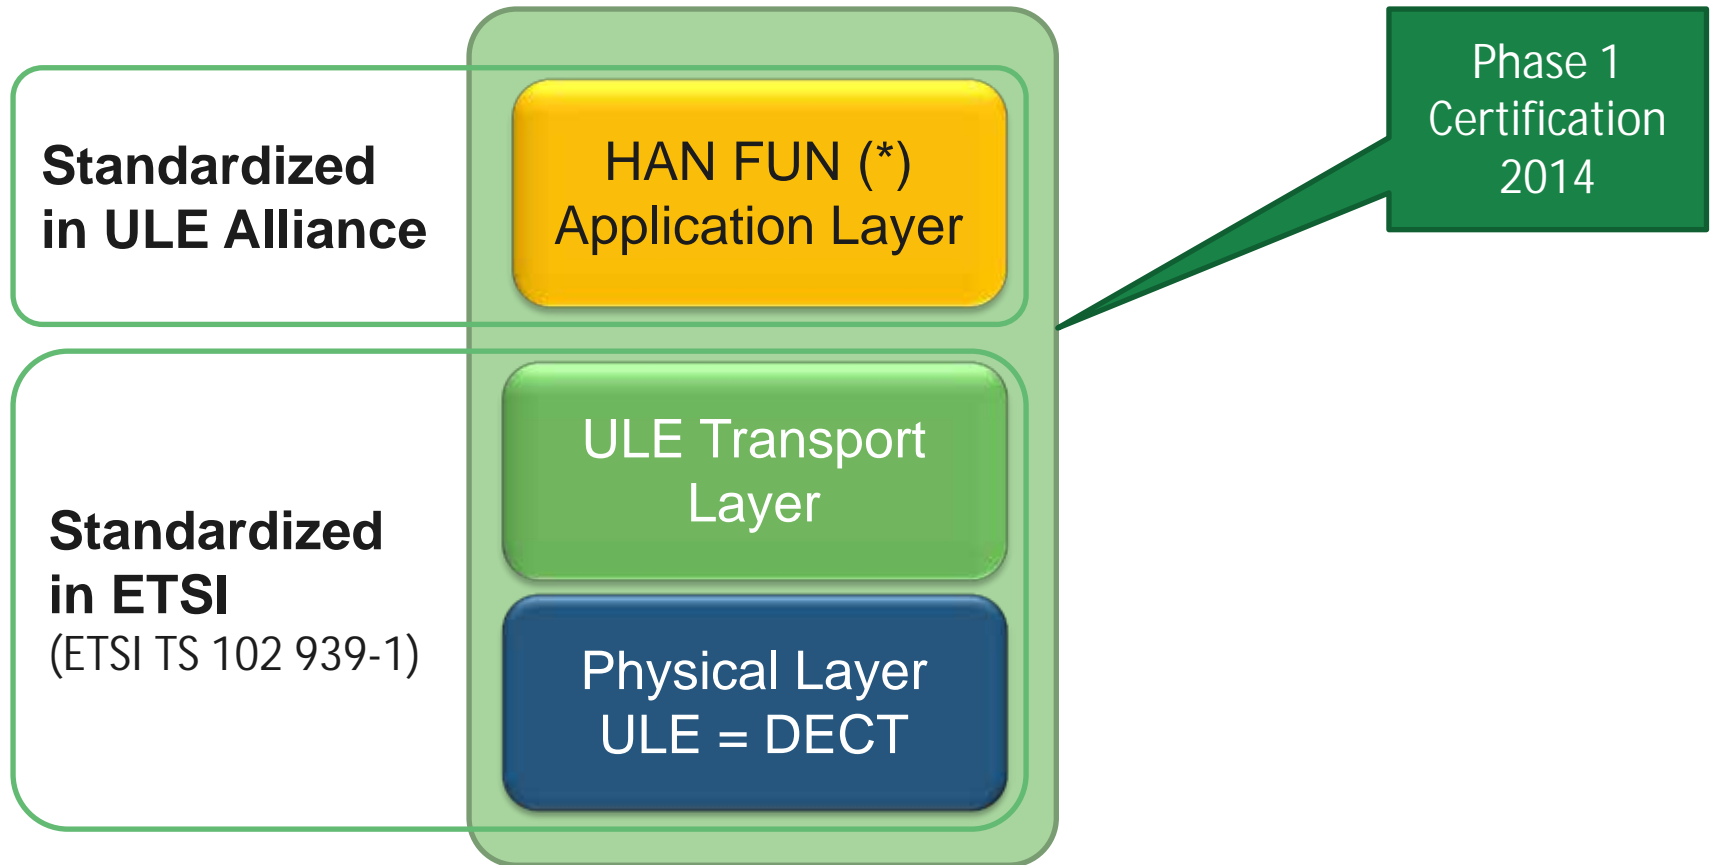 Standardized
in ULE Alliance
HAN FUN (*)
Application Layer
Phase 1
Certification
2014
ULE Transport
Layer
Standardized
in ETSI
(ETSI TS 102 939-1)
Physical Layer
ULE = DECT